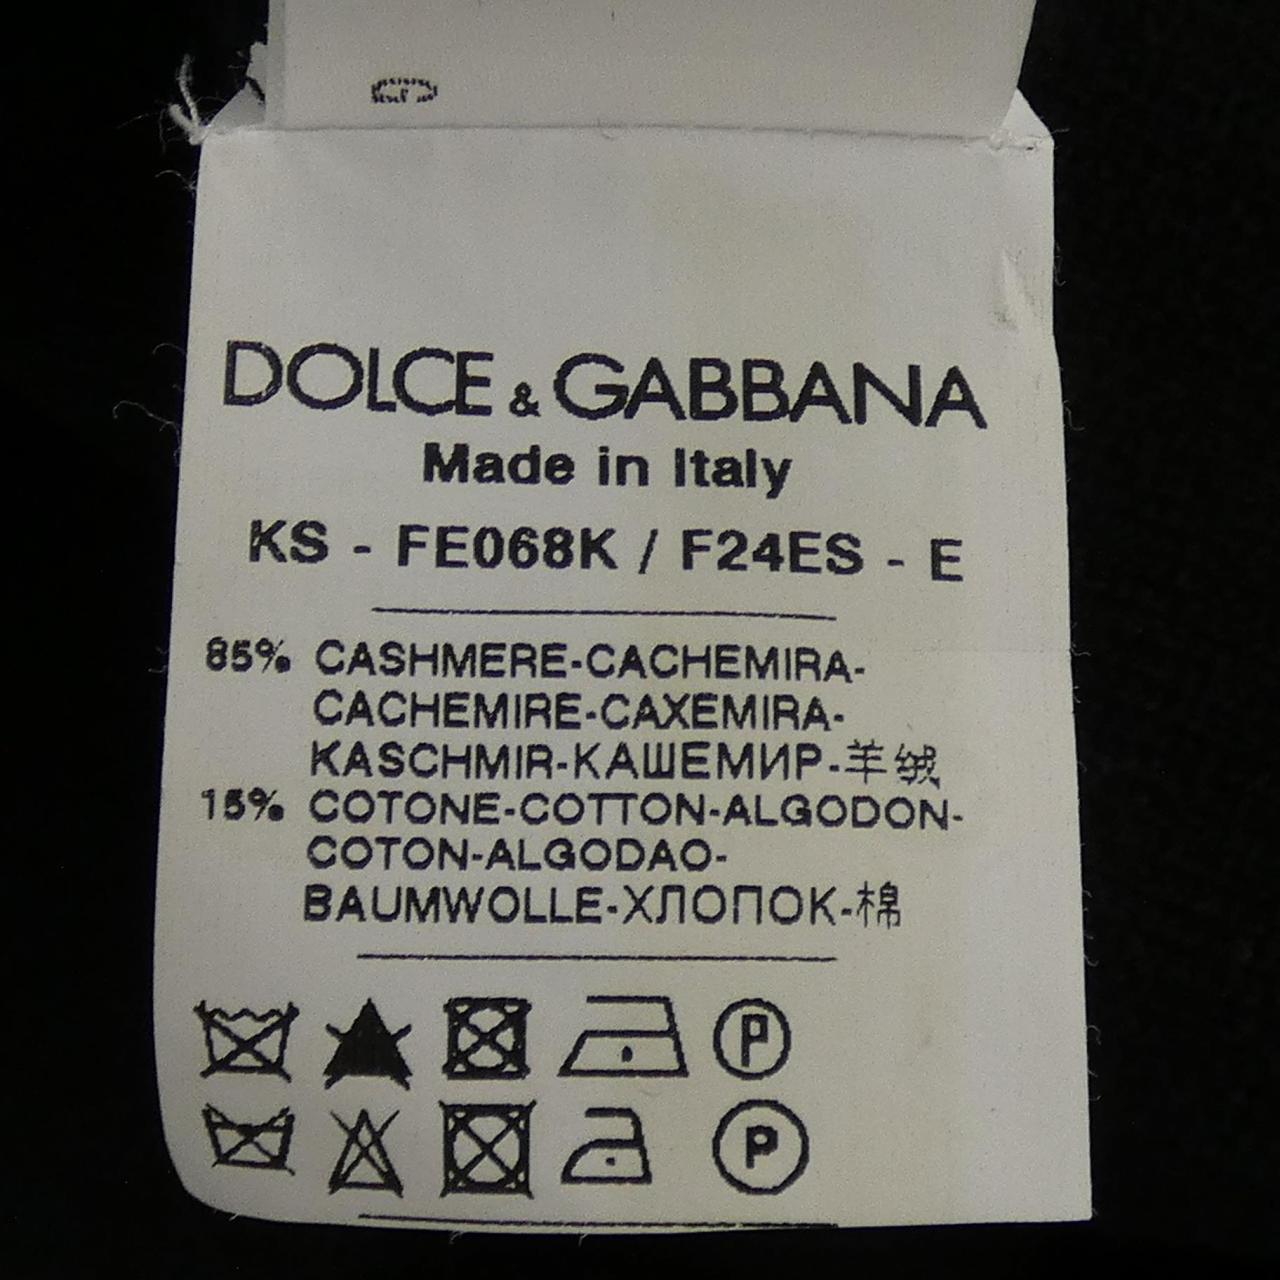 DOLCE & GABBANA
Made in Italy
KS - FE068K / F24ES - E
85% CASHMERE-CACHEMIRA-
CACHEMIRE-CAXEMIRA-
KASCHMIR-КАШЕМИР-羊绒
15% COTONE-COTTON-ALGODON-
COTON-ALGODAO-
BAUMWOLLE-ХЛОПОК-棉
P
P